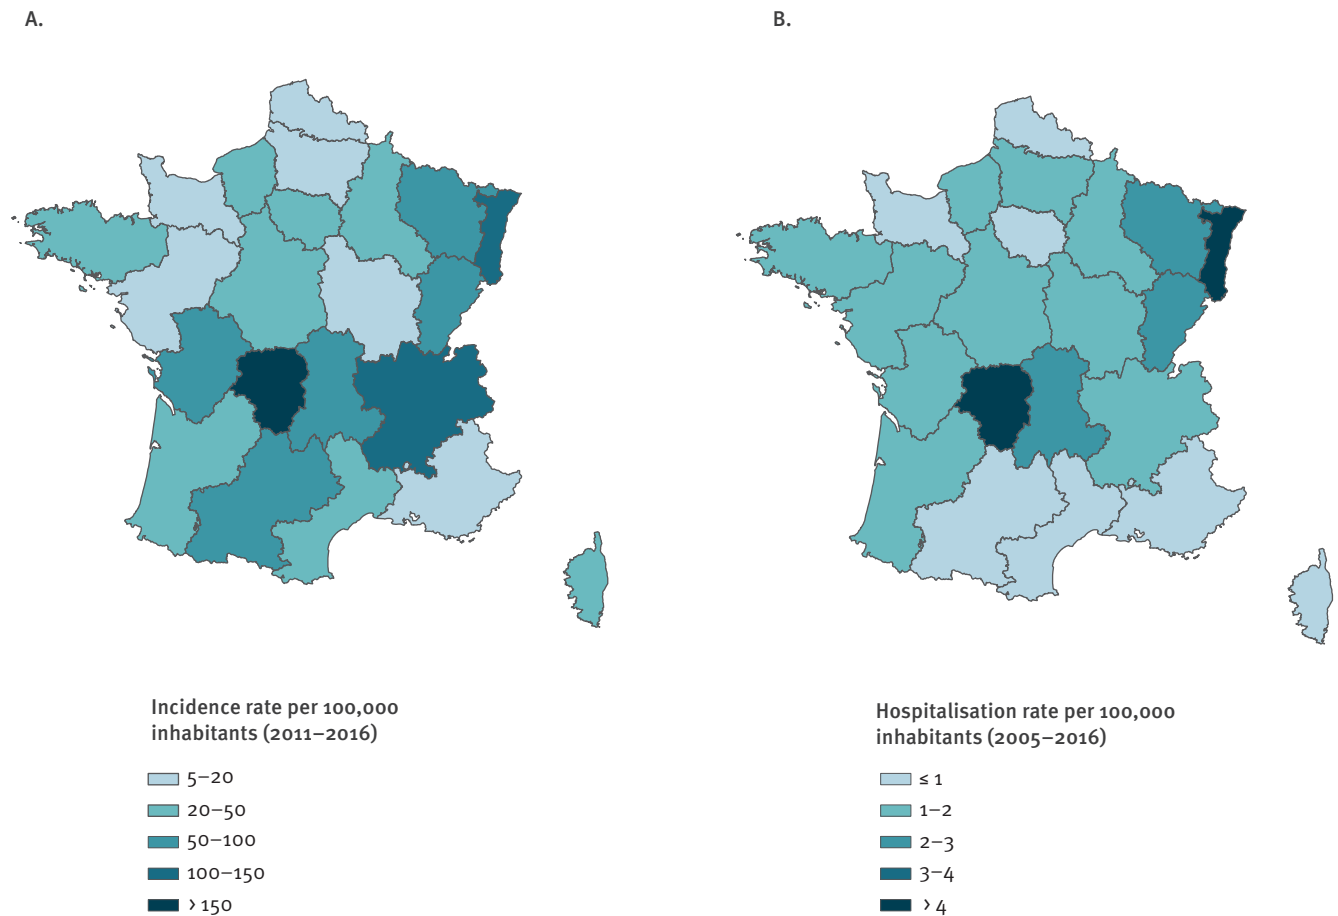 A.
B.
Incidence rate per 100,000
inhabitants (2011–2016)
5–20
20–50
50–100
100–150
> 150
Hospitalisation rate per 100,000
inhabitants (2005–2016)
≤ 1
1–2
2–3
3–4
> 4